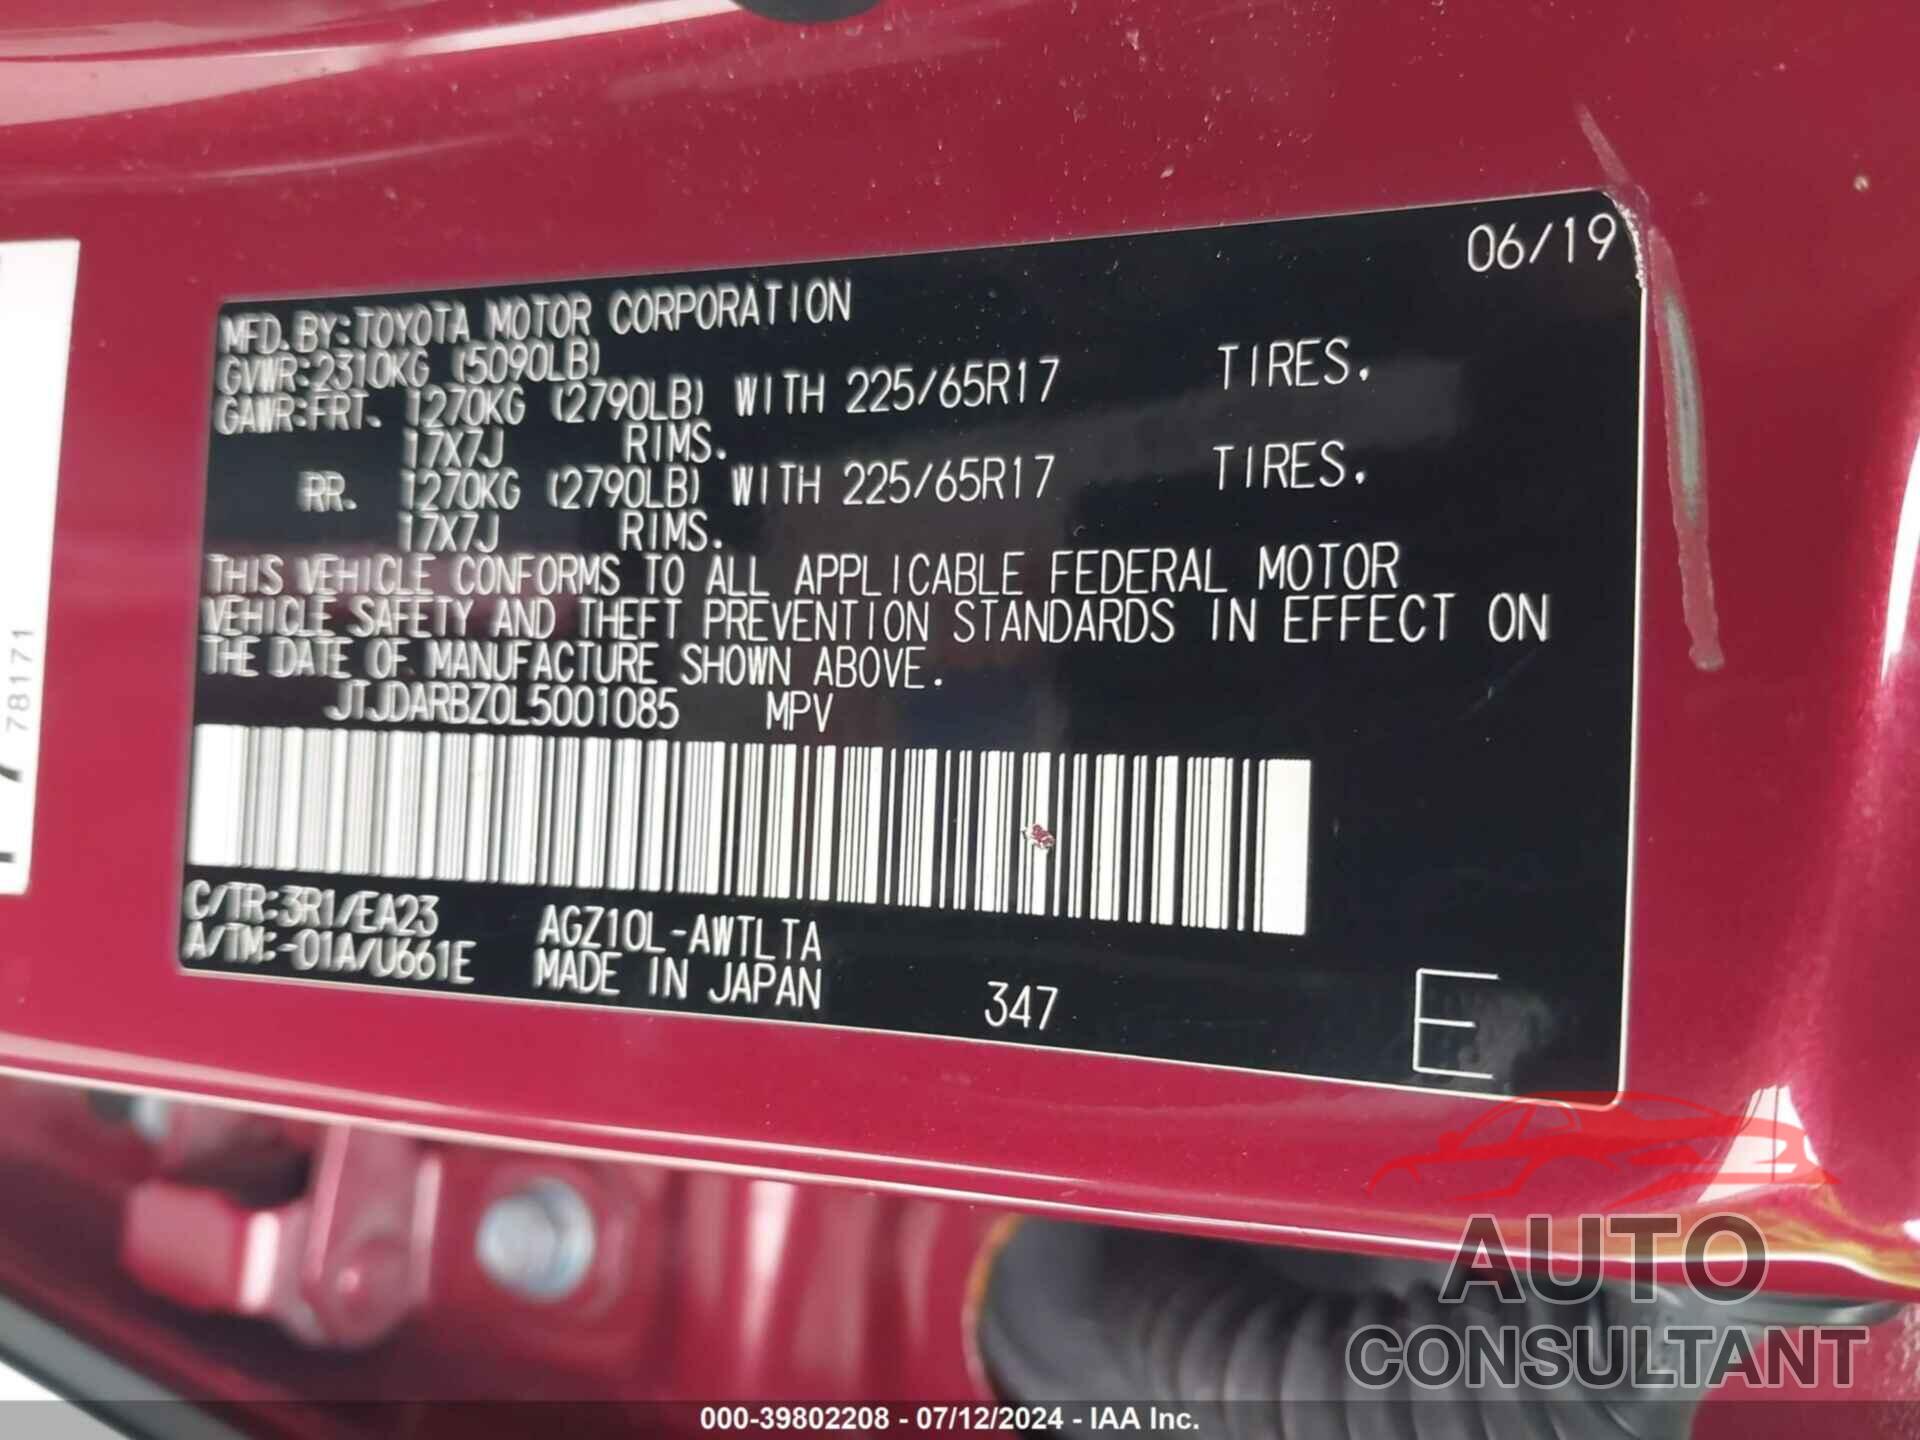 06/19
MFD.BY:TOYOTA MOTOR CORPORATION
GVWR:2310KG (5090LB)
GAWR:FRT. 1270KG (2790LB) WITH 225/65R17 TIRES.
17X7J RIMS.
RR. 1270KG (2790LB) WITH 225/65R17 TIRES.
17X7J RIMS.
THIS VEHICLE CONFORMS TO ALL APPLICABLE FEDERAL MOTOR
VEHICLE SAFETY AND THEFT PREVENTION STANDARDS IN EFFECT ON
THE DATE OF MANUFACTURE SHOWN ABOVE.
JTJDARBZ0L5001085 MPV
C/TR:3R1/EA23 AGZ10L-AWTLTA
A/TM:-01A/U661E MADE IN JAPAN 347
E
78171
AUTO
CONSULTANT
000-39802208 - 07/12/2024 - IAA Inc.